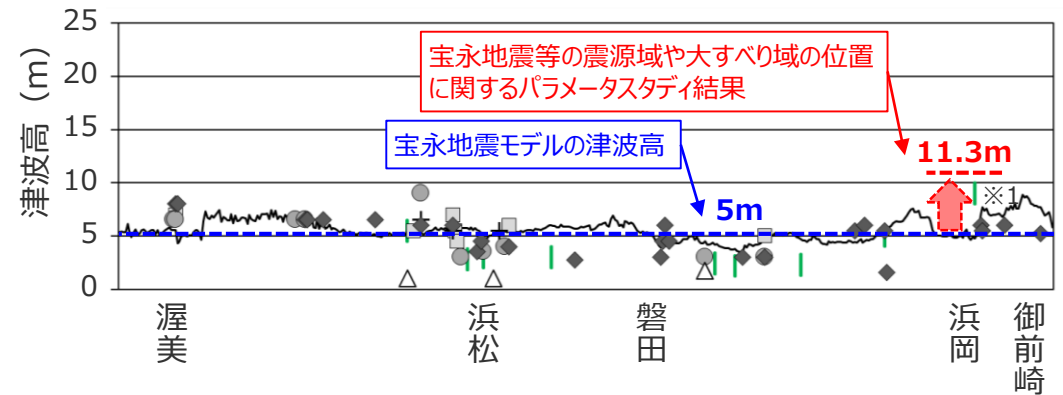 津波高（m）
25
20
15
10
5
0
宝永地震等の震源域や大すべり域の位置
に関するパラメータスタディ結果
宝永地震モデルの津波高
11.3m
5m
※1
渥美
浜松
磐田
浜岡
御前崎